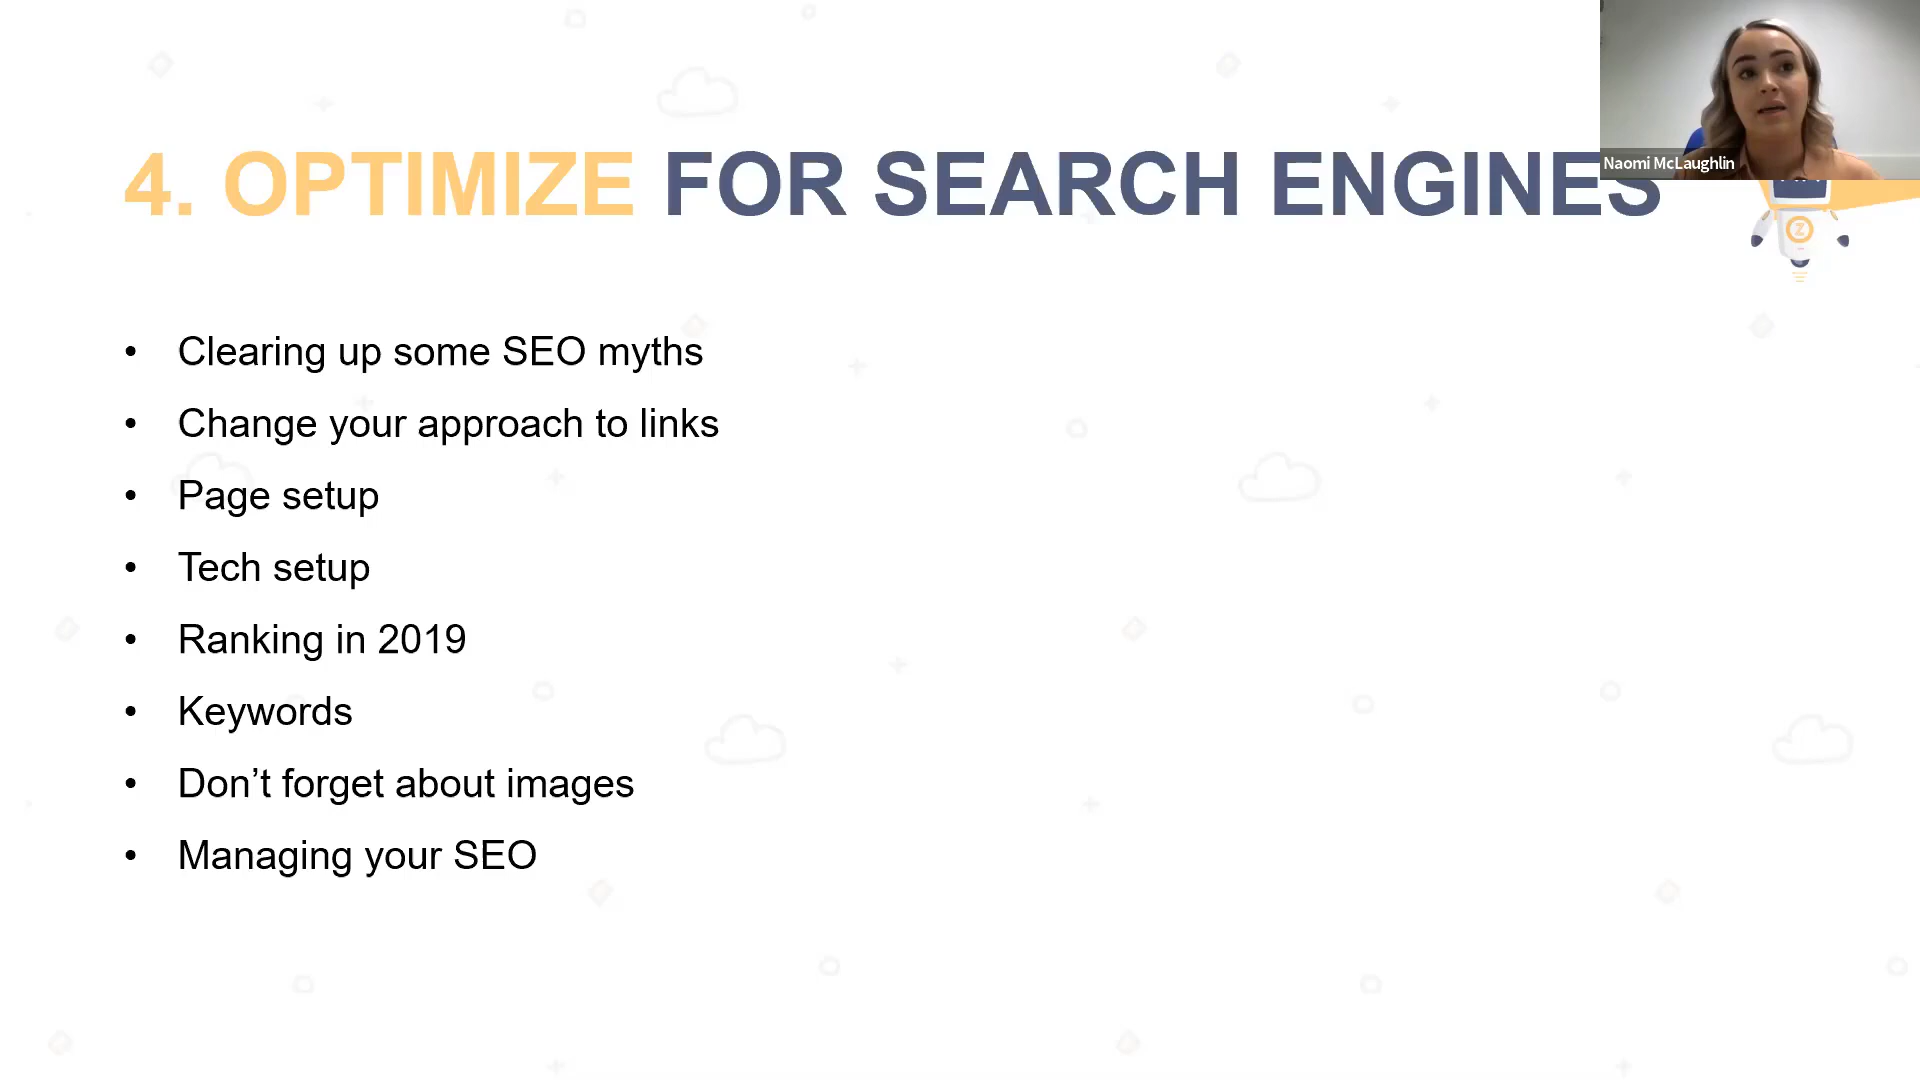 4. OPTIMIZE FOR SEARCH ENGINES
Naomi McLaughlin
Z
• Clearing up some SEO myths
• Change your approach to links
• Page setup
• Tech setup
• Ranking in 2019
• Keywords
• Don’t forget about images
• Managing your SEO